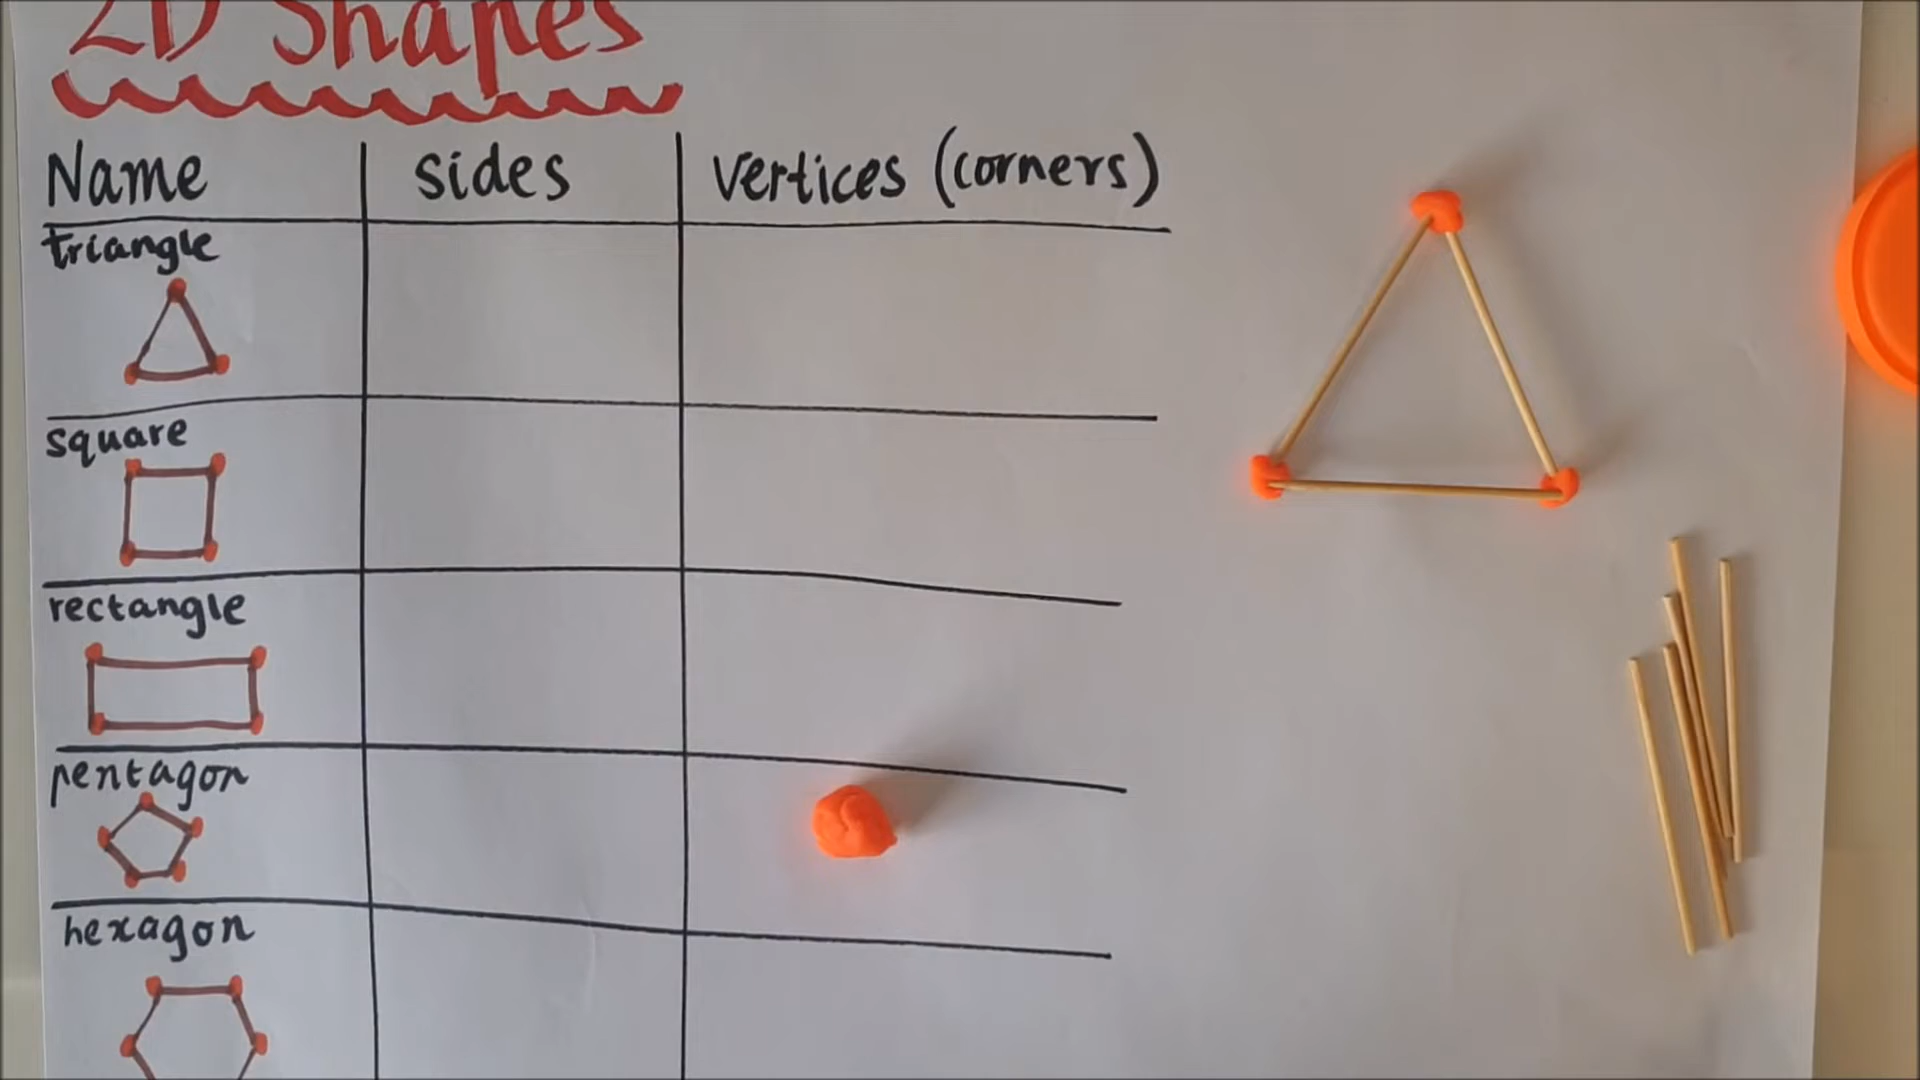 2D Shapes
Name sides vertices (corners)
triangle
square
rectangle
pentagon
hexagon